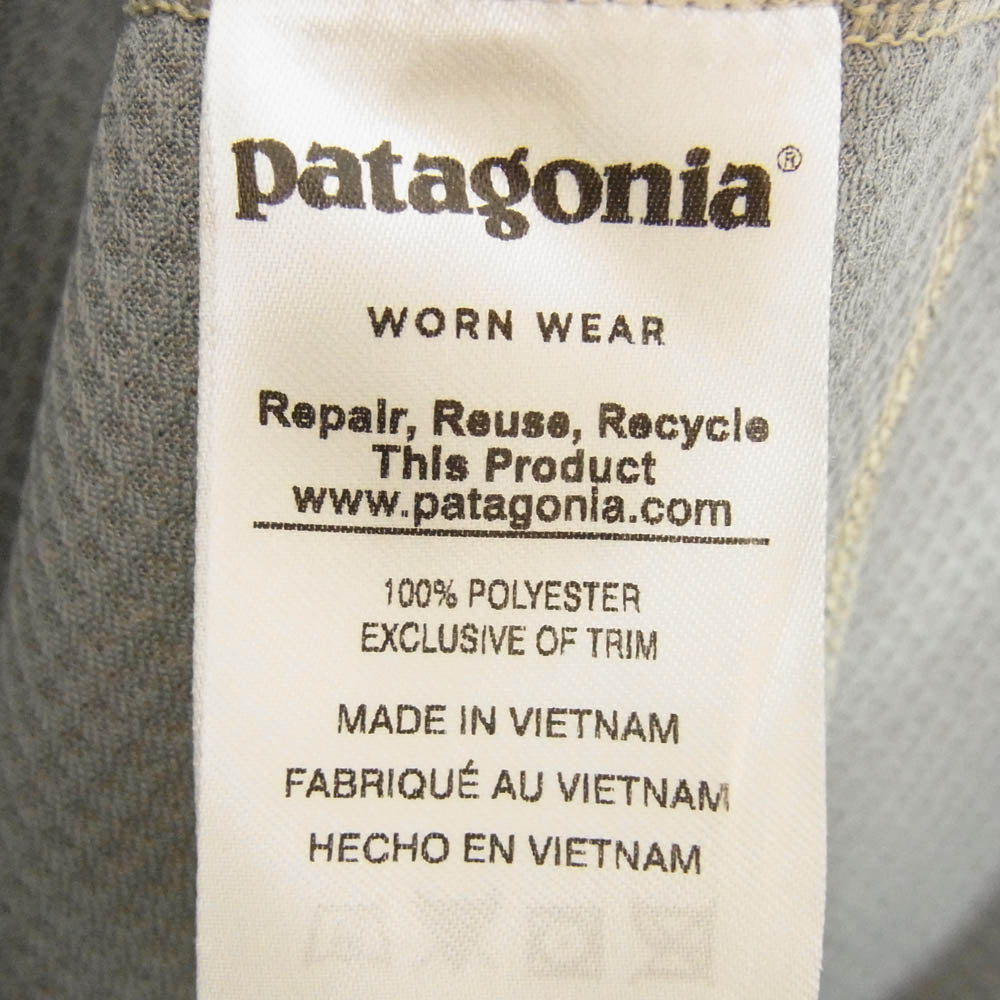 patagonia®
WORN WEAR
Repair, Reuse, Recycle
This Product
www.patagonia.com
100% POLYESTER
EXCLUSIVE OF TRIM
MADE IN VIETNAM
FABRIQUÉ AU VIETNAM
HECHO EN VIETNAM